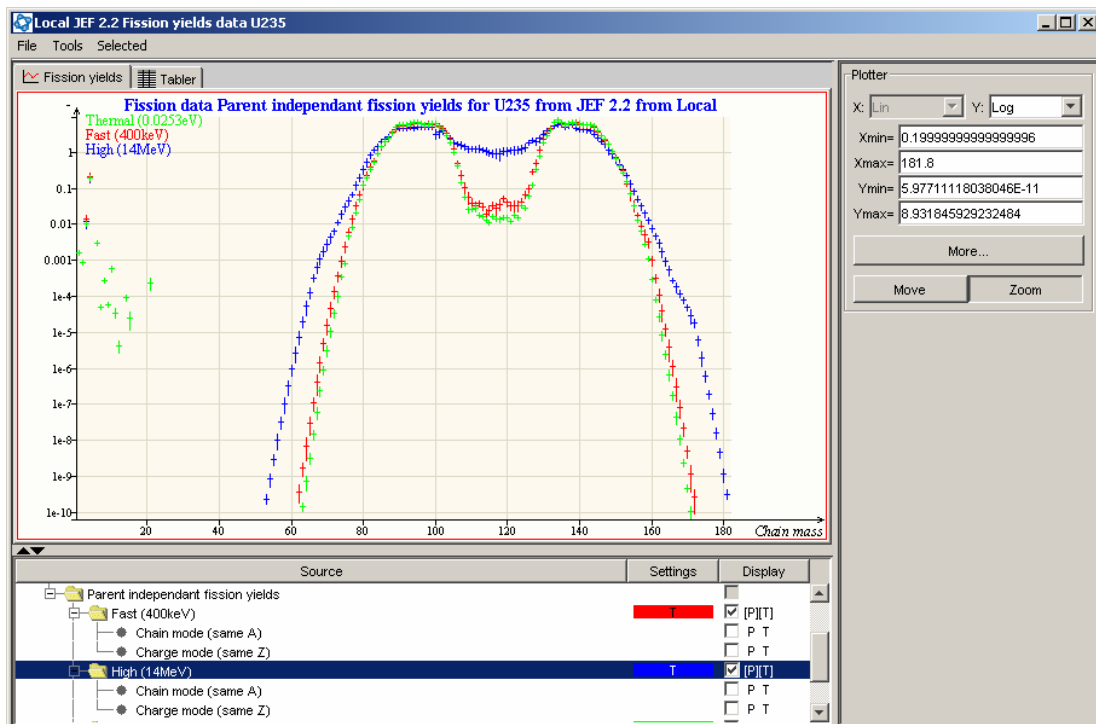 Local JEF 2.2 Fission yields data U235
File Tools Selected
Fission yields Tabler
Fission data Parent independant fission yields for U235 from JEF 2.2 from Local
Thermal (0.0253eV)
Fast (400keV)
High (14MeV)
1
0.1
0.01
0.001
1e-4
1e-5
1e-6
1e-7
1e-8
1e-9
1e-10
20 40 60 80 100 120 140 160 180 Chain mass
Plotter
X: Lin Y: Log
Xmin= 0.19999999999999996
Xmax= 181.8
Ymin= 5.97711118038046E-11
Ymax= 8.931845929232484
More...
Move Zoom
Source Settings Display
Parent independant fission yields
Fast (400keV) T [P][T]
Chain mode (same A) P T
Charge mode (same Z) P T
High (14MeV) T [P][T]
Chain mode (same A) P T
Charge mode (same Z) P T